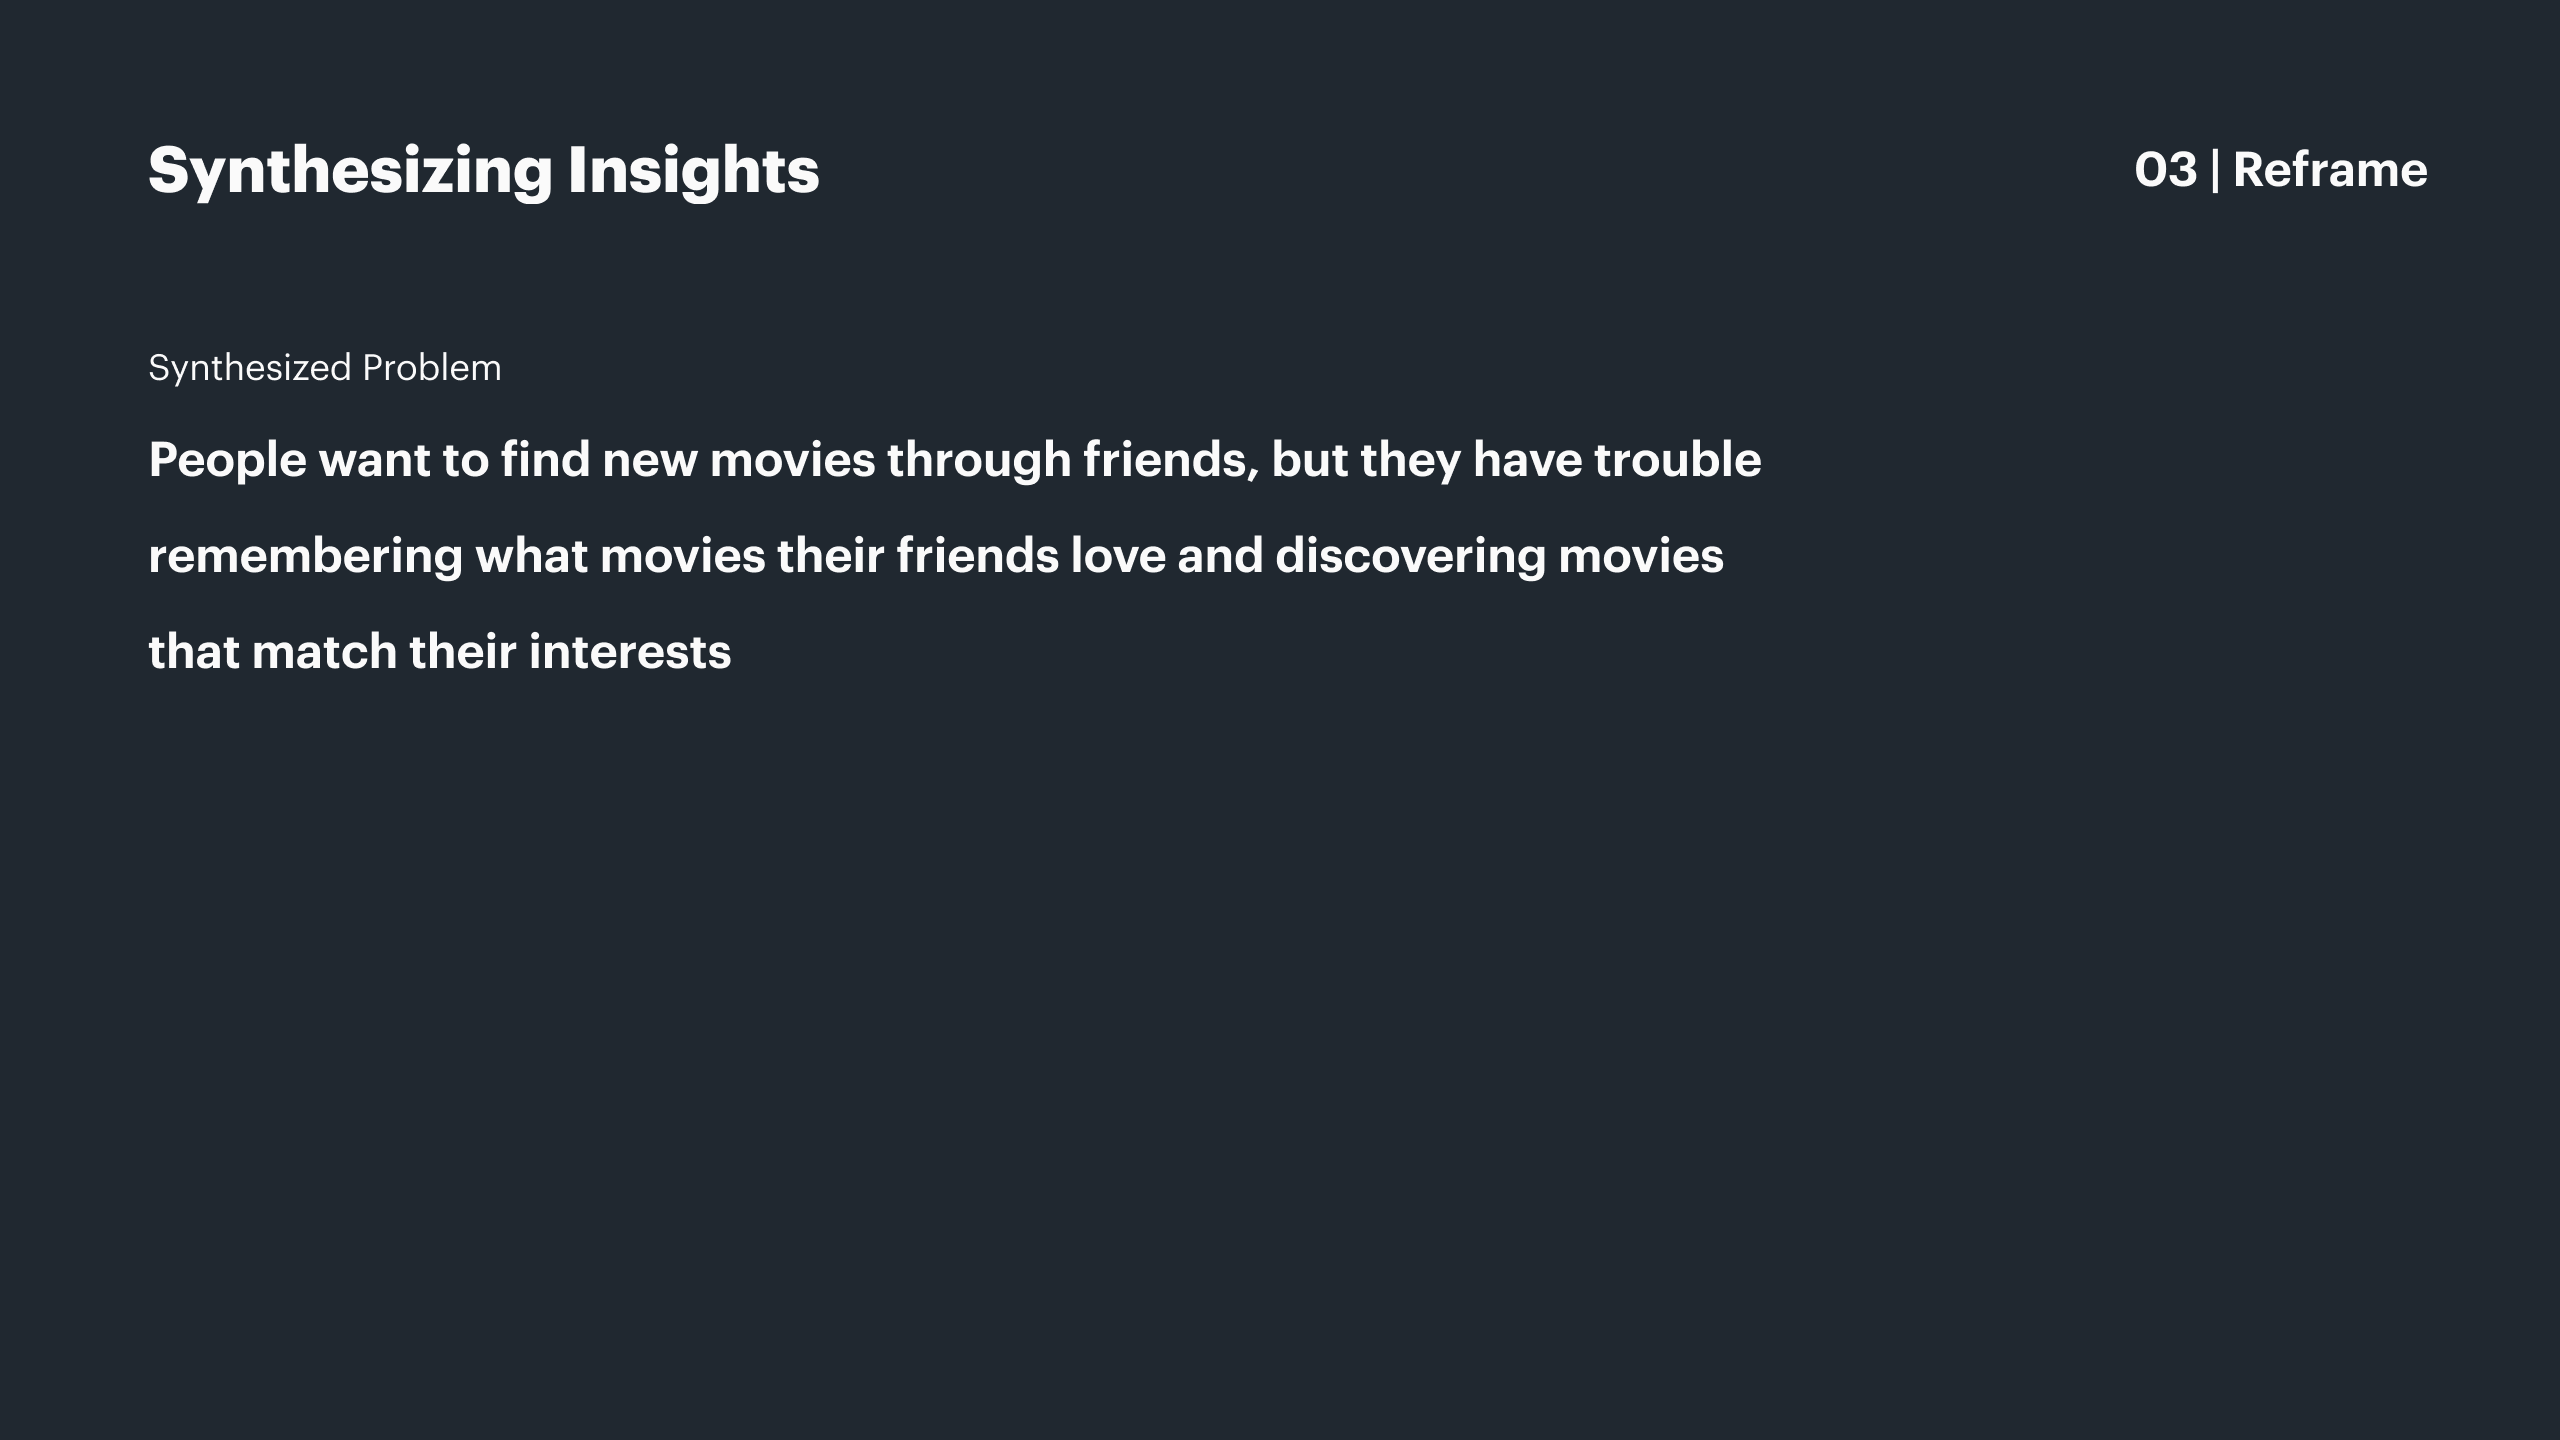 Synthesizing Insights
03 | Reframe
Synthesized Problem
People want to find new movies through friends, but they have trouble
remembering what movies their friends love and discovering movies
that match their interests